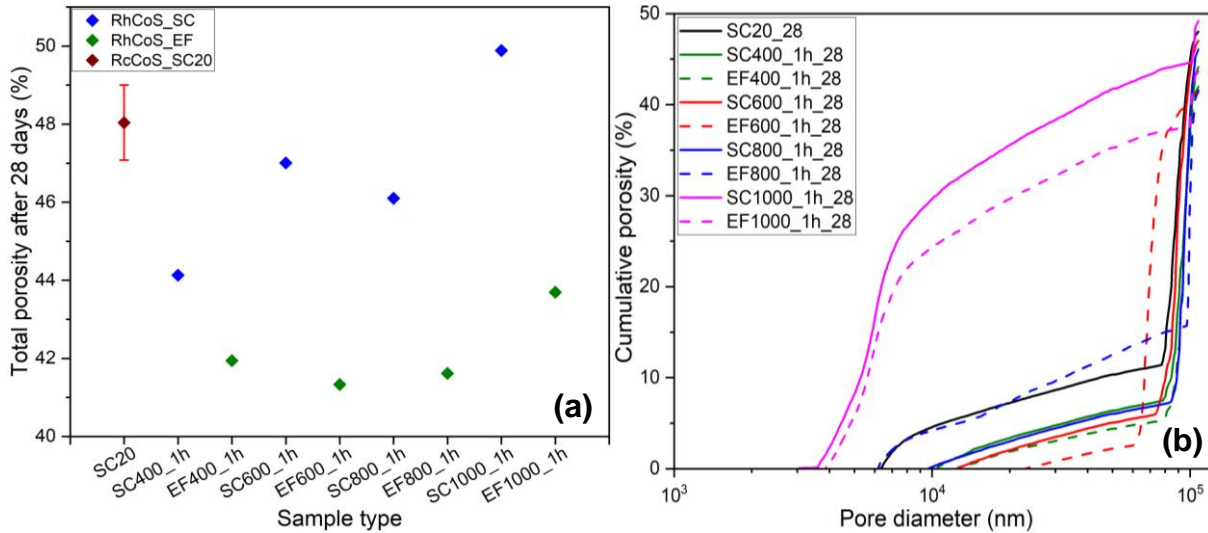 RhCoS_SC
RhCoS_EF
RcCoS_SC20
50
48
46
44
42
40
Total porosity after 28 days (%)
(a)
SC20
SC400_1h
EF400_1h
SC600_1h
EF600_1h
SC800_1h
EF800_1h
SC1000_1h
EF1000_1h
Sample type
SC20_28
SC400_1h_28
EF400_1h_28
SC600_1h_28
EF600_1h_28
SC800_1h_28
EF800_1h_28
SC1000_1h_28
EF1000_1h_28
50
40
30
20
10
0
Cumulative porosity (%)
(b)
10³
10⁴
10⁵
Pore diameter (nm)